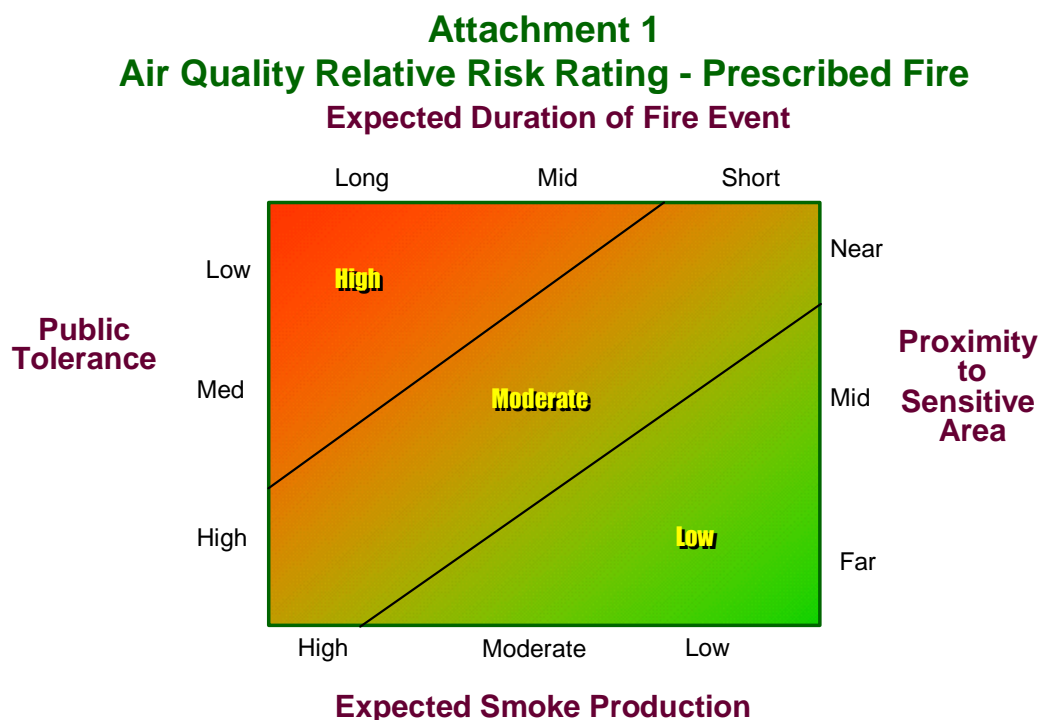 Attachment 1
Air Quality Relative Risk Rating - Prescribed Fire
Expected Duration of Fire Event
Long Mid Short
Near
Low
High
Public
Tolerance
Proximity
to
Sensitive
Area
Med
Moderate
Mid
High
Low
Far
High Moderate Low
Expected Smoke Production